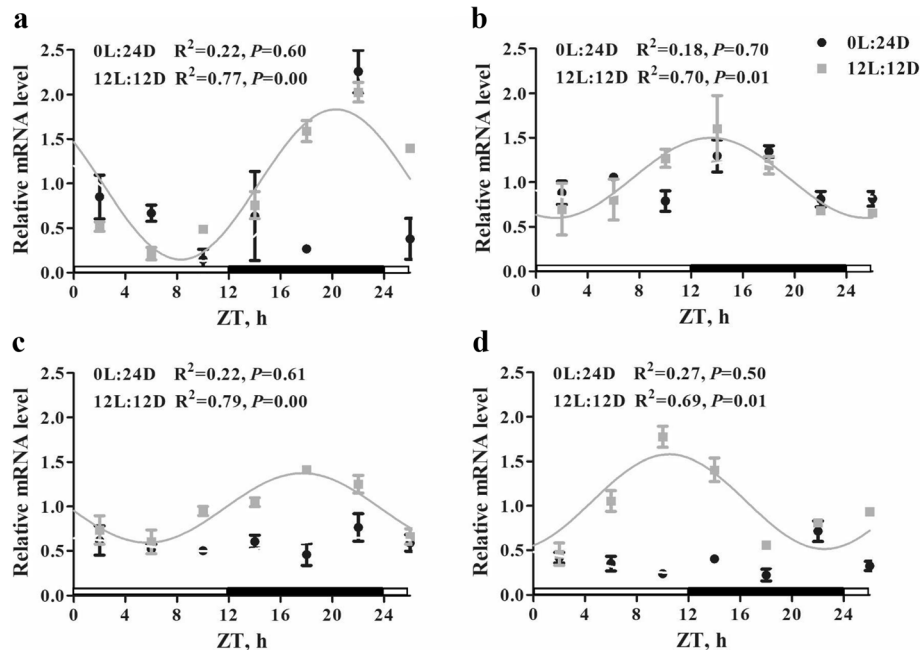 a
0L:24D R²=0.22, P=0.60
12L:12D R²=0.77, P=0.00
Relative mRNA level
2.5
2.0
1.5
1.0
0.5
0.0
0 4 8 12 16 20 24
ZT, h
b
0L:24D R²=0.18, P=0.70
12L:12D R²=0.70, P=0.01
0L:24D
12L:12D
Relative mRNA level
2.5
2.0
1.5
1.0
0.5
0.0
0 4 8 12 16 20 24
ZT, h
c
0L:24D R²=0.22, P=0.61
12L:12D R²=0.79, P=0.00
Relative mRNA level
2.5
2.0
1.5
1.0
0.5
0.0
0 4 8 12 16 20 24
ZT, h
d
0L:24D R²=0.27, P=0.50
12L:12D R²=0.69, P=0.01
Relative mRNA level
2.5
2.0
1.5
1.0
0.5
0.0
0 4 8 12 16 20 24
ZT, h